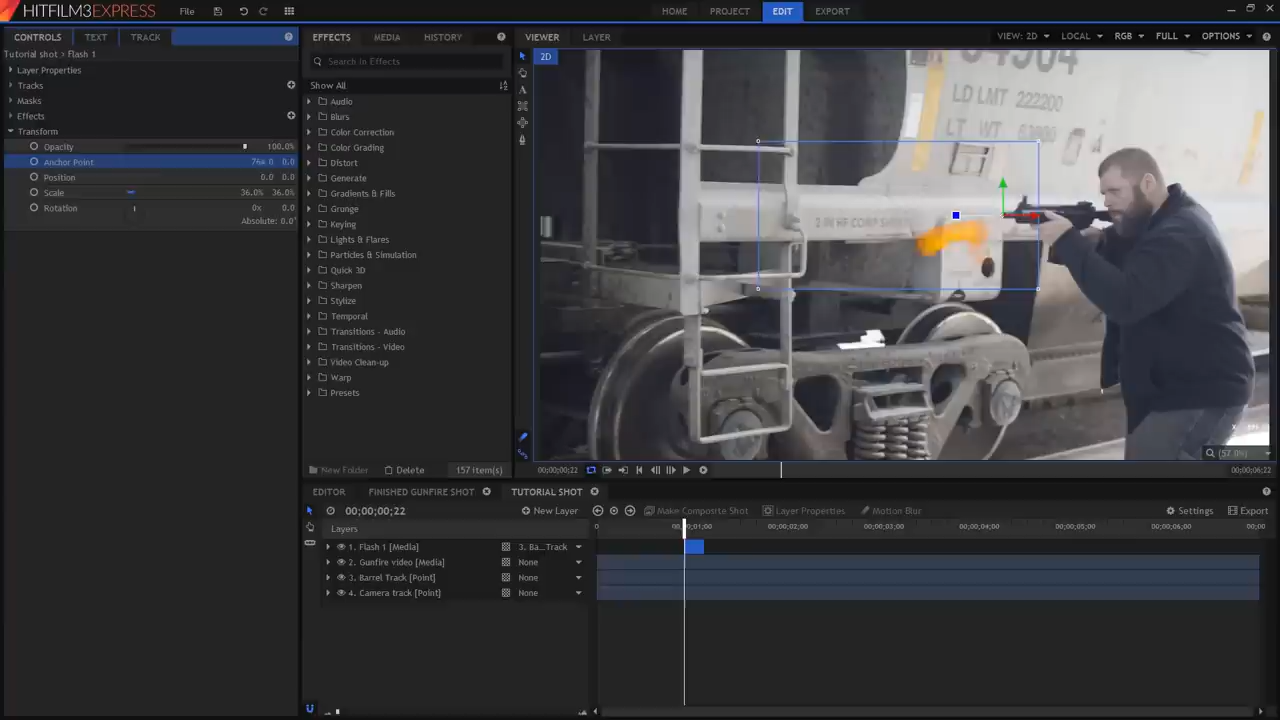 HITFILM3EXPRESS File HOME PROJECT EDIT EXPORT
CONTROLS TEXT TRACK
Tutorial shot > Flash 1
Layer Properties
Tracks
Masks
Effects
Transform
Opacity 100.0%
Anchor Point 0.0
Position 0.0 0.0
Scale 36.0% 36.0%
Rotation 0x 0.0
Absolute: 0.0°
EFFECTS MEDIA HISTORY
Search in Effects
Show All
Audio
Blurs
Color Correction
Color Grading
Distort
Generate
Gradients & Fills
Grunge
Keying
Lights & Flares
Particles & Simulation
Quick 3D
Sharpen
Stylize
Temporal
Transitions - Audio
Transitions - Video
Video Clean-up
Warp
Presets
New Folder Delete 157 item(s)
VIEWER LAYER VIEW: 2D LOCAL RGB FULL OPTIONS
2D
LD LMT 222200
LT WT
(57.0%)
00;00;00;22 00;00;06;22
EDITOR FINISHED GUNFIRE SHOT TUTORIAL SHOT
00;00;00;22 New Layer Make Composite Shot Layer Properties Motion Blur Settings Export
Layers 0 00;00;02;00 00;00;03;00 00;00;04;00 00;00;05;00 00;00;06;00
1. Flash 1 [Media] 3. Ba...Track
2. Gunfire video [Media] None
3. Barrel Track [Point] None
4. Camera track [Point] None